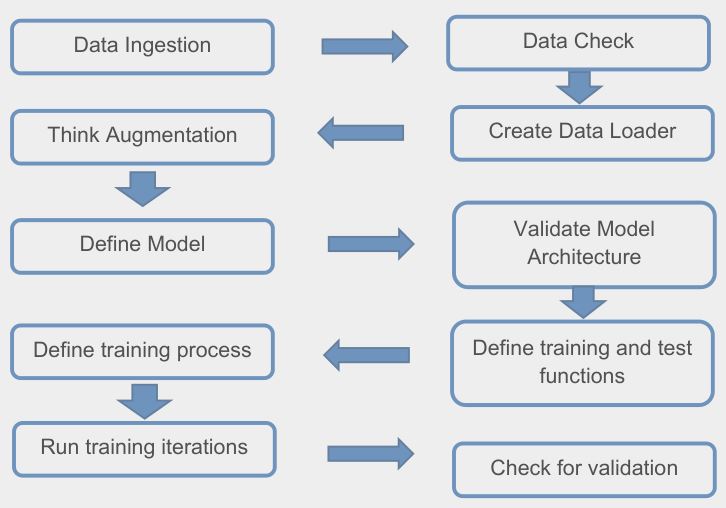 Data Ingestion
Data Check
Think Augmentation
Create Data Loader
Define Model
Validate Model
Architecture
Define training process
Define training and test
functions
Run training iterations
Check for validation